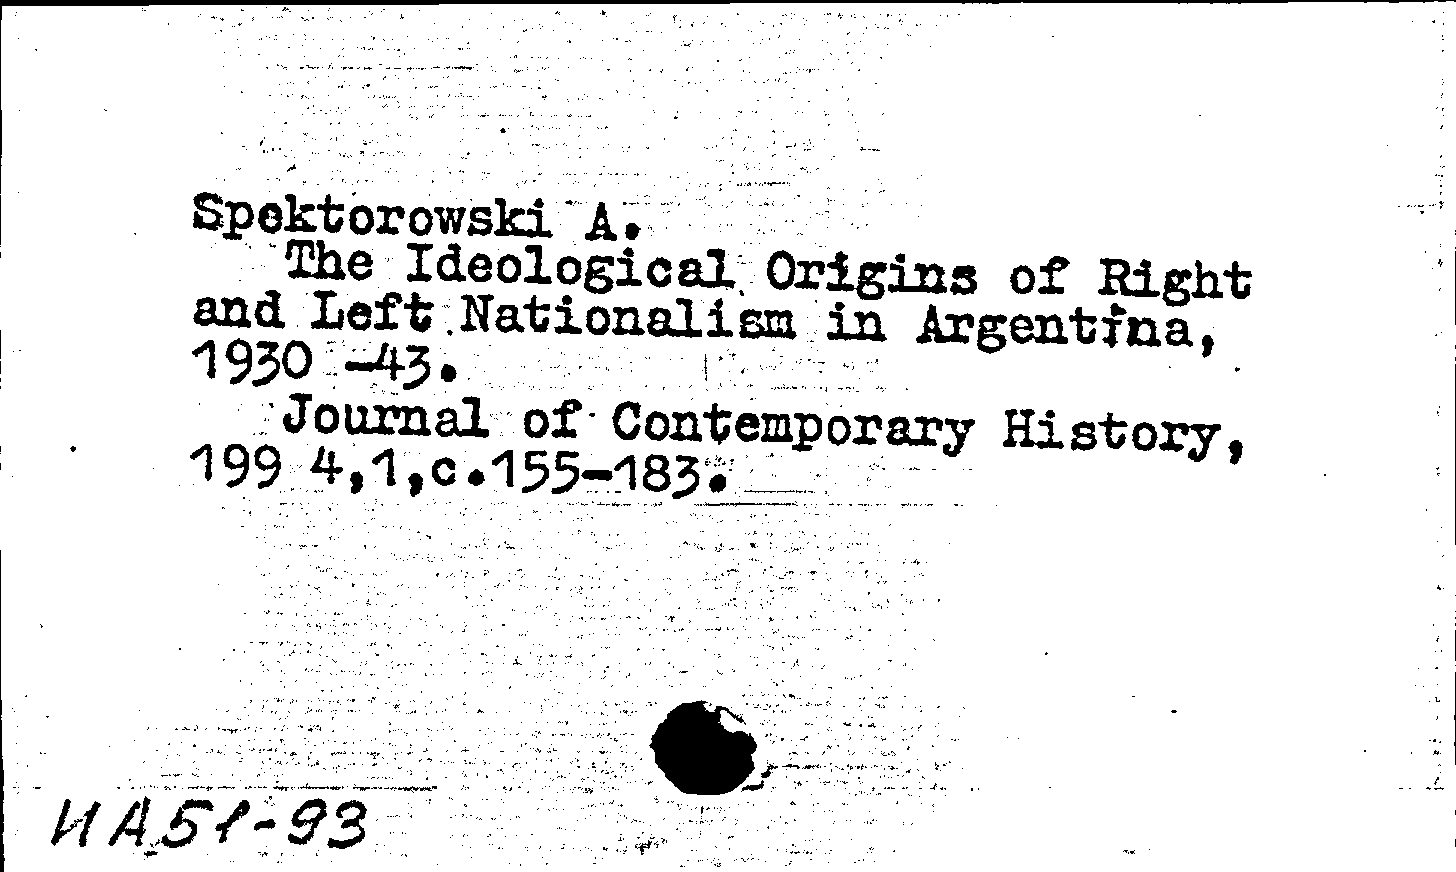 Spektorowski A.
The Ideological Origins of Right
and Left Nationalism in Argentina,
1930 -43.
Journal of Contemporary History,
199 4,1,c.155-183.
ИА51-93